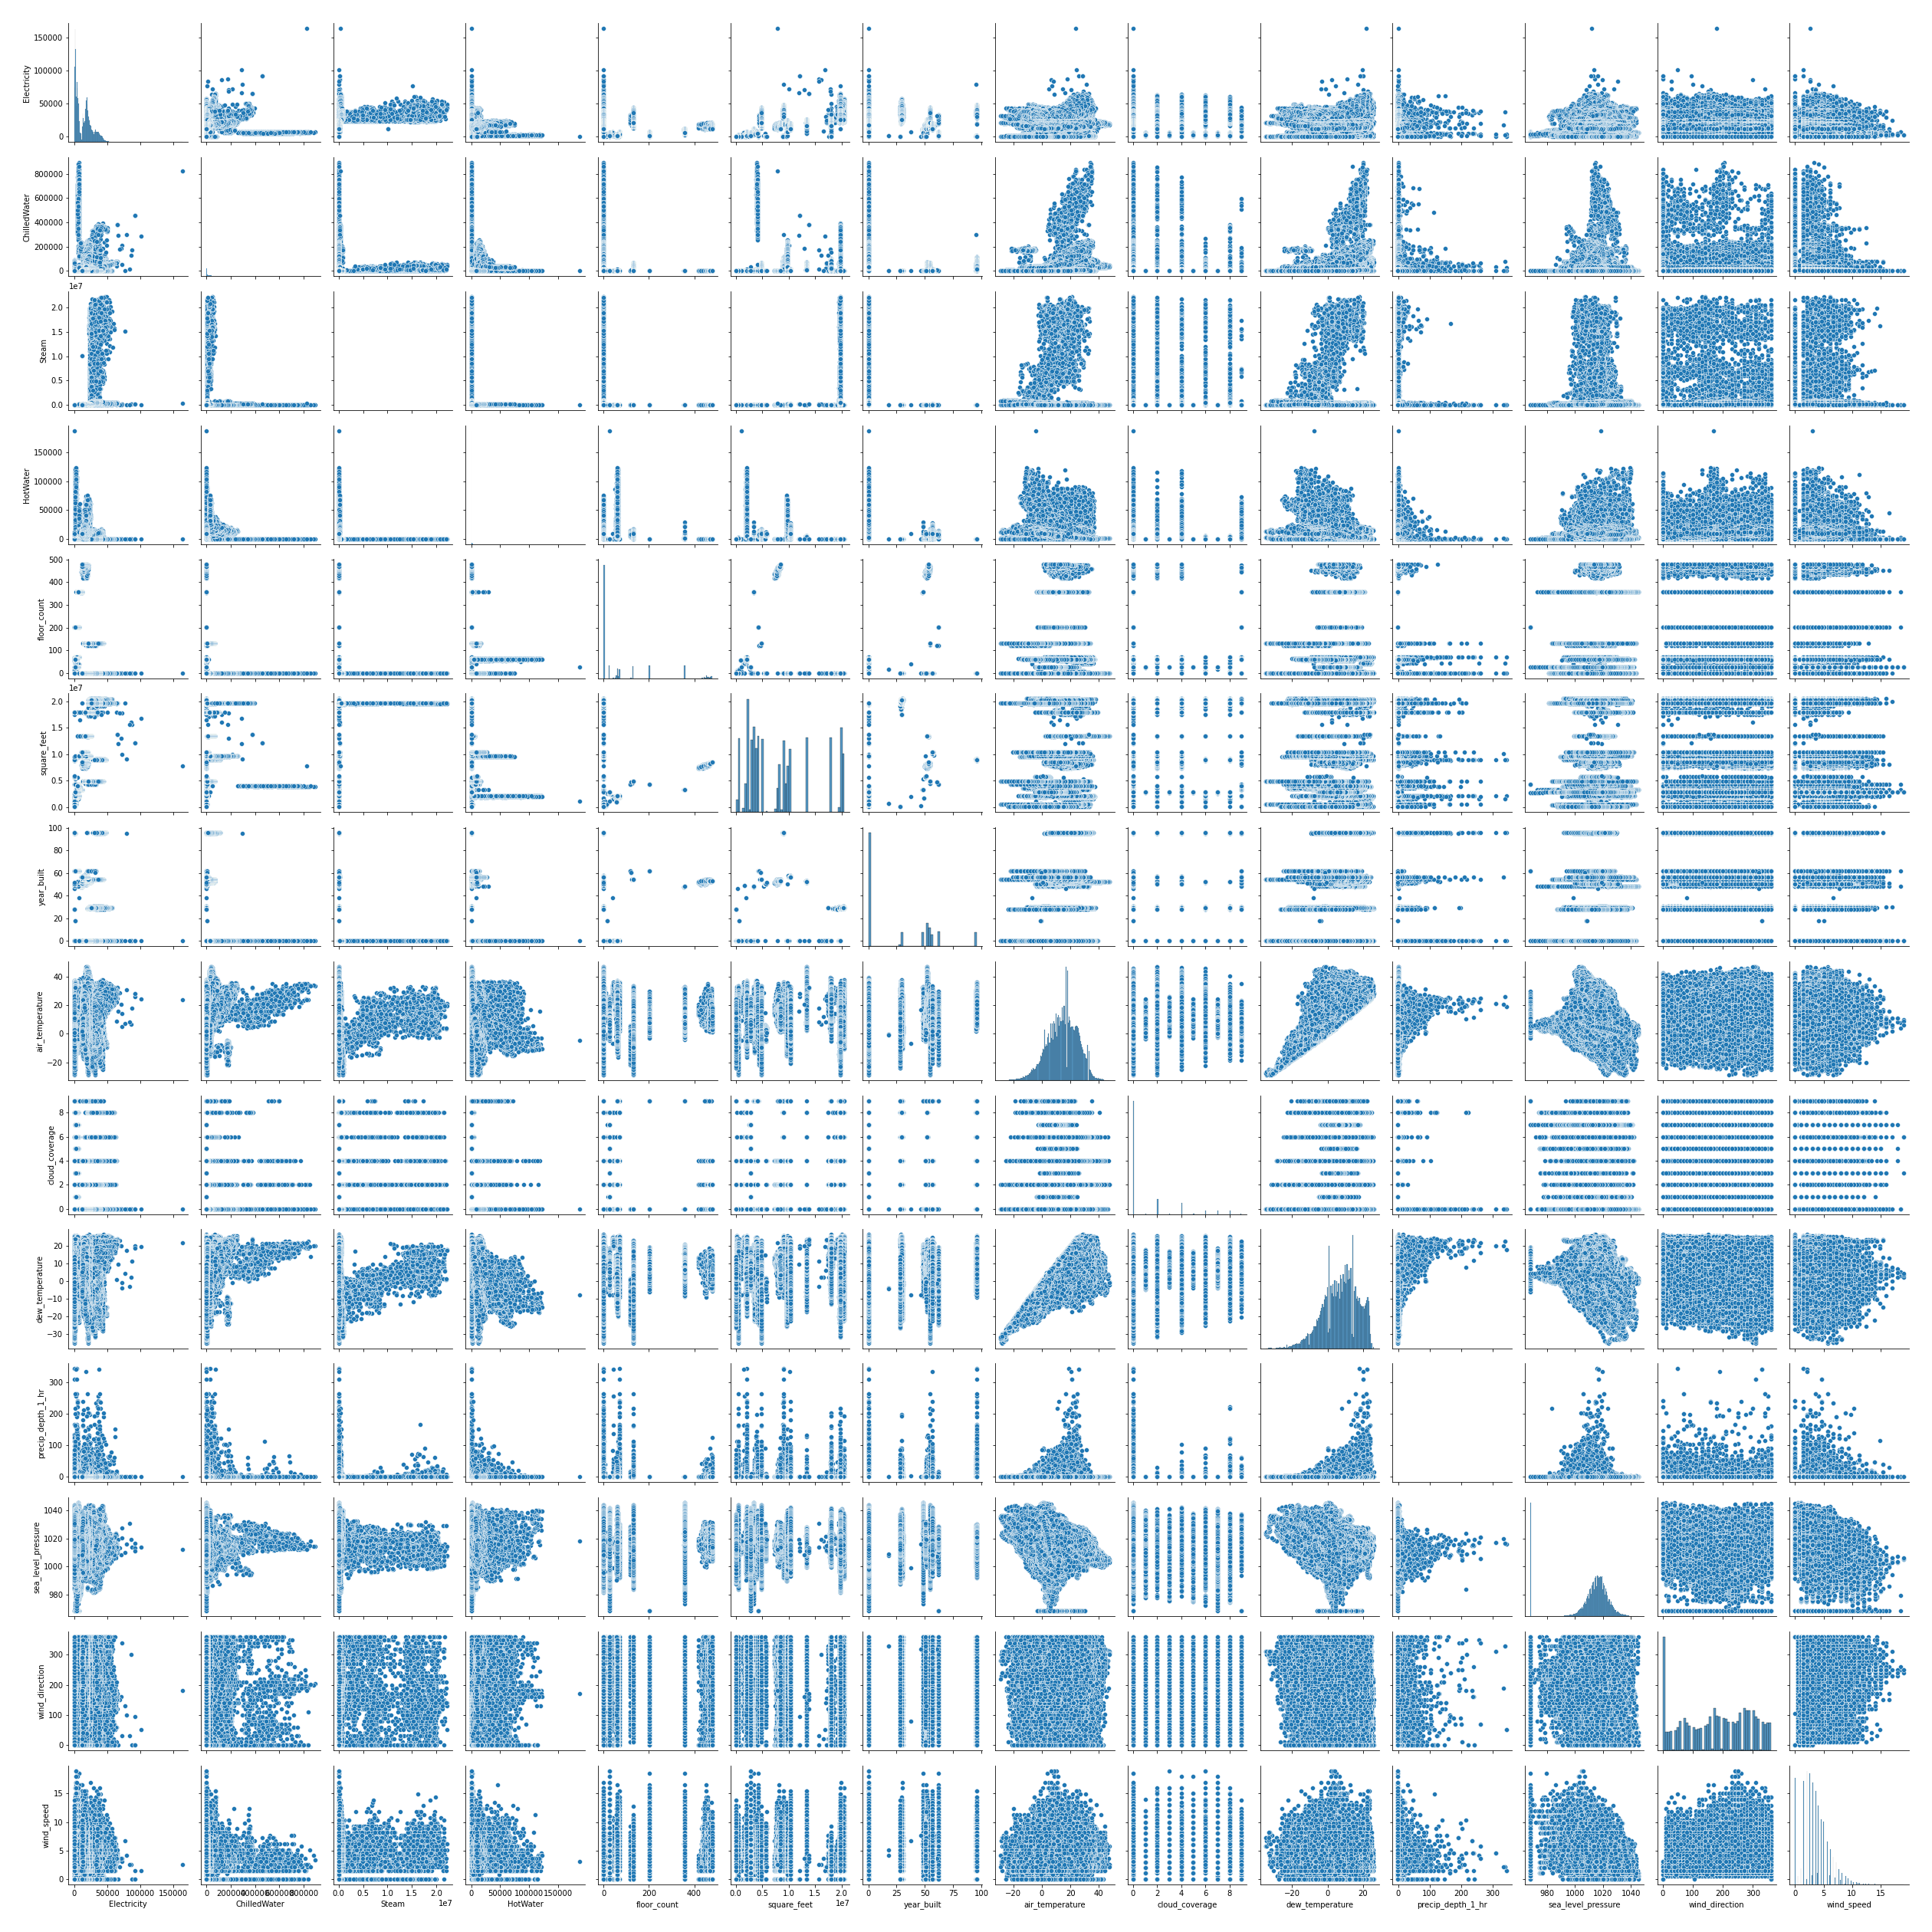 150000
100000
50000
0
Electricity
800000
600000
400000
200000
0
ChilledWater
1e7
2.0
1.5
1.0
0.5
0.0
Steam
150000
100000
50000
0
HotWater
500
400
300
200
100
0
floor_count
1e7
2.0
1.5
1.0
0.5
0.0
square_feet
100
80
60
40
20
0
year_built
40
20
0
−20
air_temperature
8
6
4
2
0
cloud_coverage
20
10
0
−10
−20
−30
dew_temperature
300
200
100
0
precip_depth_1_hr
1040
1020
1000
980
sea_level_pressure
300
200
100
0
wind_direction
15
10
5
0
wind_speed
0 50000 100000 150000
Electricity
0 200000 400000 600000 800000
ChilledWater
0.0 0.5 1.0 1.5 2.0
1e7
Steam
0 50000 100000 150000
HotWater
0 200 400
floor_count
0.0 0.5 1.0 1.5 2.0
1e7
square_feet
0 25 50 75 100
year_built
−20 0 20 40
air_temperature
0 2 4 6 8
cloud_coverage
−20 0 20
dew_temperature
0 100 200 300
precip_depth_1_hr
980 1000 1020 1040
sea_level_pressure
0 100 200 300
wind_direction
0 5 10 15
wind_speed